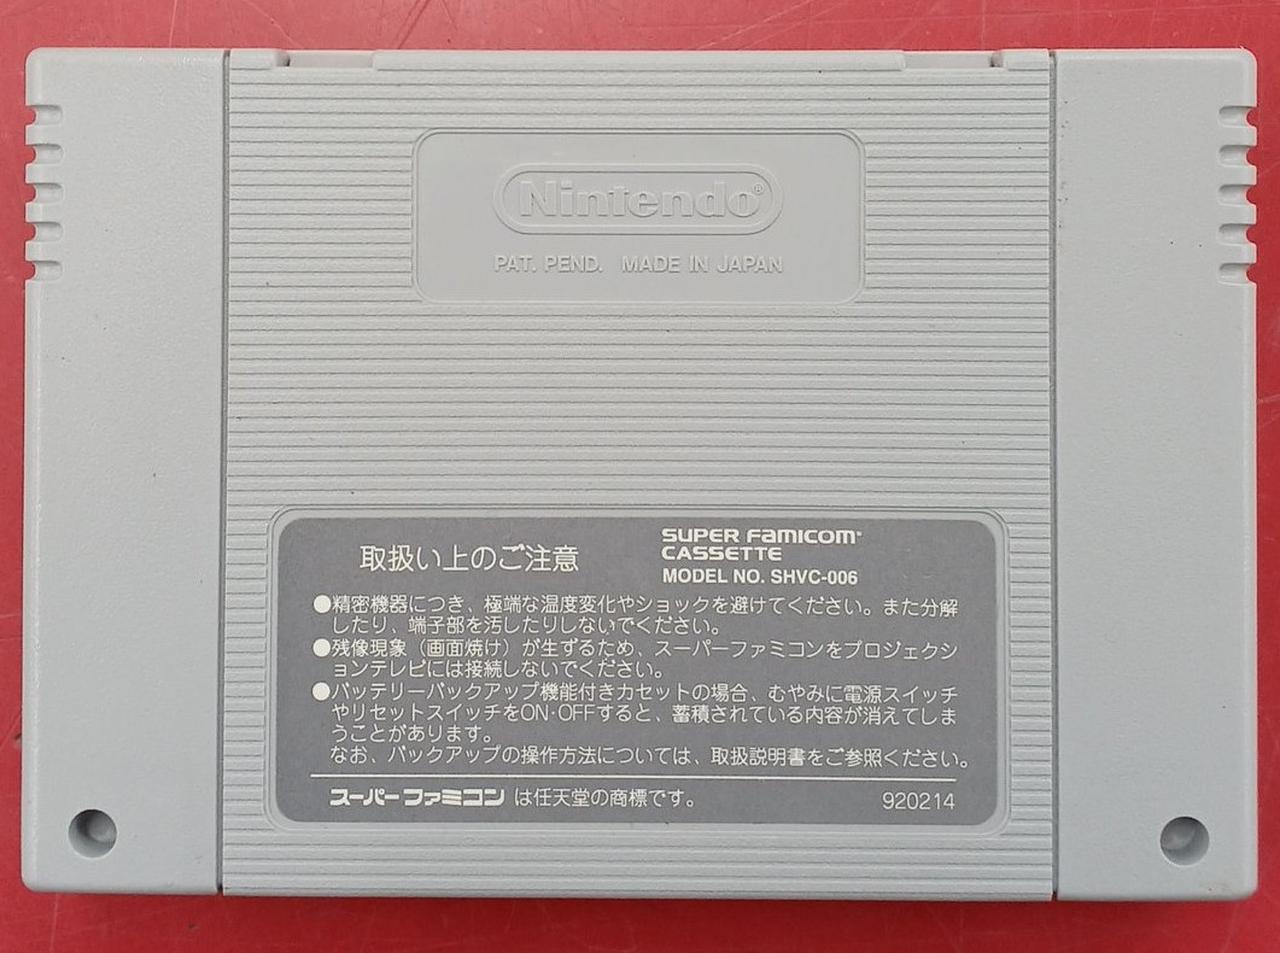 Nintendo®
PAT. PEND. MADE IN JAPAN
取扱い上のご注意
SUPER FAMICOM
CASSETTE
MODEL NO. SHVC-006
●精密機器につき、極端な温度変化やショックを避けてください。また分解
したり、端子部を汚したりしないでください。
●残像現象（画面焼け）が生ずるため、スーパーファミコンをプロジェクシ
ョンテレビには接続しないでください。
●バッテリーバックアップ機能付きカセットの場合、むやみに電源スイッチ
やリセットスイッチをON·OFFすると、蓄積されている内容が消えてしま
うことがあります。
なお、バックアップの操作方法については、取扱説明書をご参照ください。
スーパーファミコン は任天堂の商標です。 920214